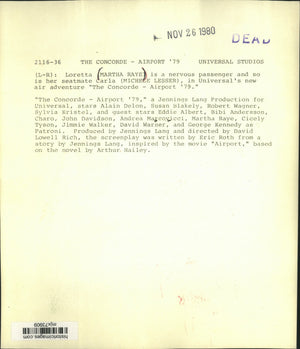 NOV 26 1980
DEAD
2116-36 THE CONCORDE - AIRPORT '79 UNIVERSAL STUDIOS
(L-R): Loretta (MARTHA RAYE) is a nervous passenger and so
is her seatmate Carla (MICHELE LESSER), in Universal's new
air adventure "The Concorde - Airport '79."
"The Concorde - Airport '79," a Jennings Lang Production for
Universal, stars Alain Delon, Susan Blakely, Robert Wagner,
Sylvia Kristel, and guest stars Eddie Albert, Bibi Andersson,
Charo, John Davidson, Andrea Marcovicci, Martha Raye, Cicely
Tyson, Jimmie Walker, David Warner, and George Kennedy as
Patroni. Produced by Jennings Lang and directed by David
Lowell Rich, the screenplay was written by Eric Roth from a
story by Jennings Lang, inspired by the movie "Airport," based
on the novel by Arthur Hailey.
historicimages.com